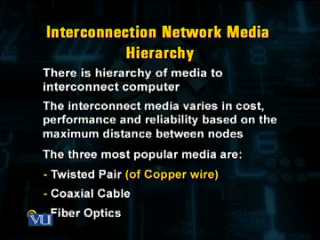 Interconnection Network Media
Hierarchy
There is hierarchy of media to
interconnect computer
The interconnect media varies in cost,
performance and reliability based on the
maximum distance between nodes
The three most popular media are:
- Twisted Pair (of Copper wire)
- Coaxial Cable
- Fiber Optics
VU